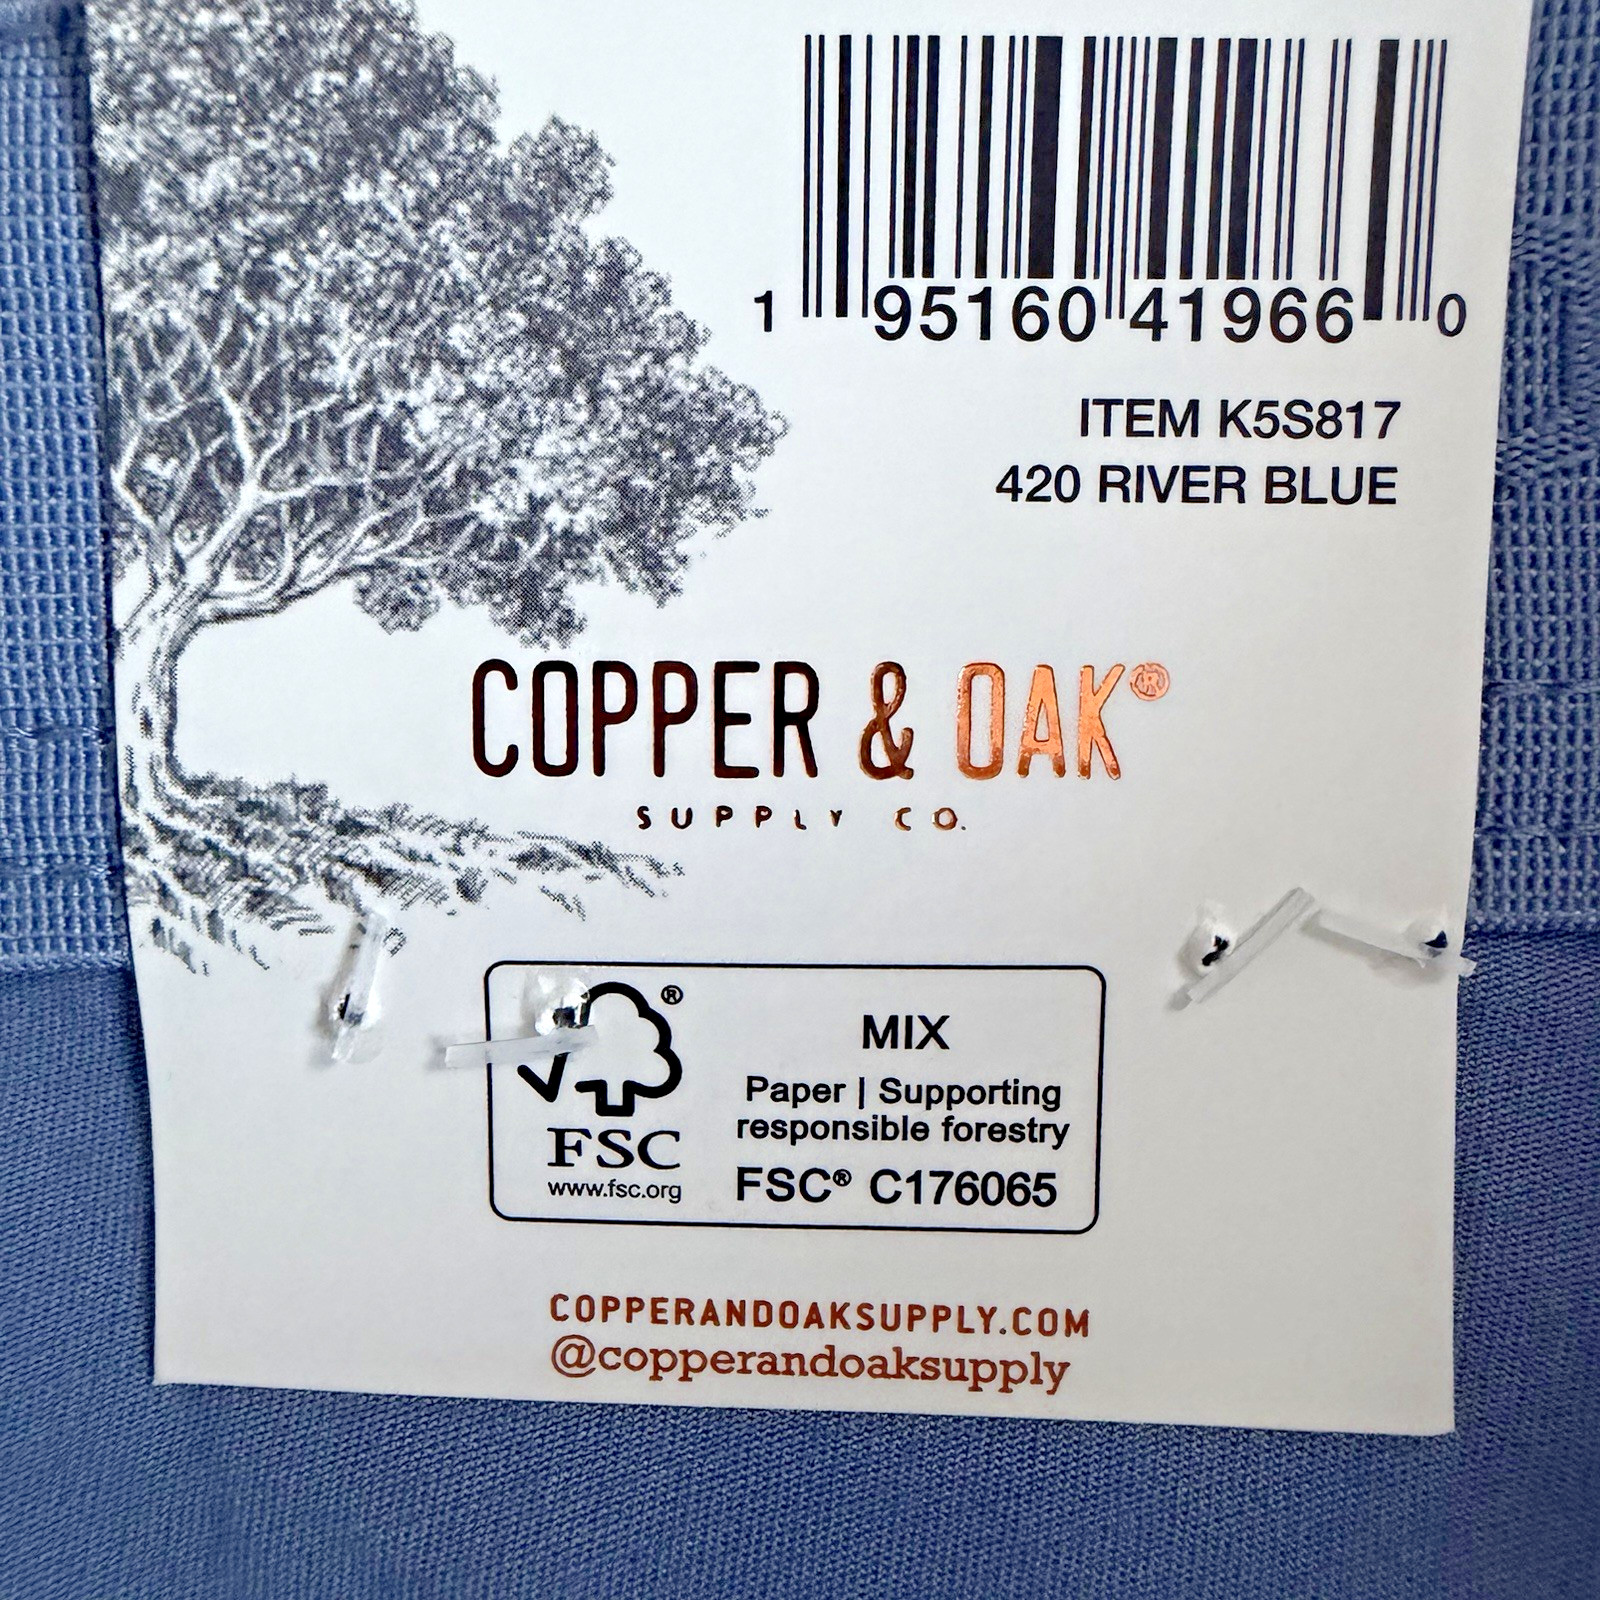 1 95160 41966 0
ITEM K5S817
420 RIVER BLUE
COPPER & OAK®
SUPPLY CO.
®
MIX
Paper | Supporting
responsible forestry
FSC
www.fsc.org
FSC® C176065
COPPERANDOAKSUPPLY.COM
@copperandoaksupply